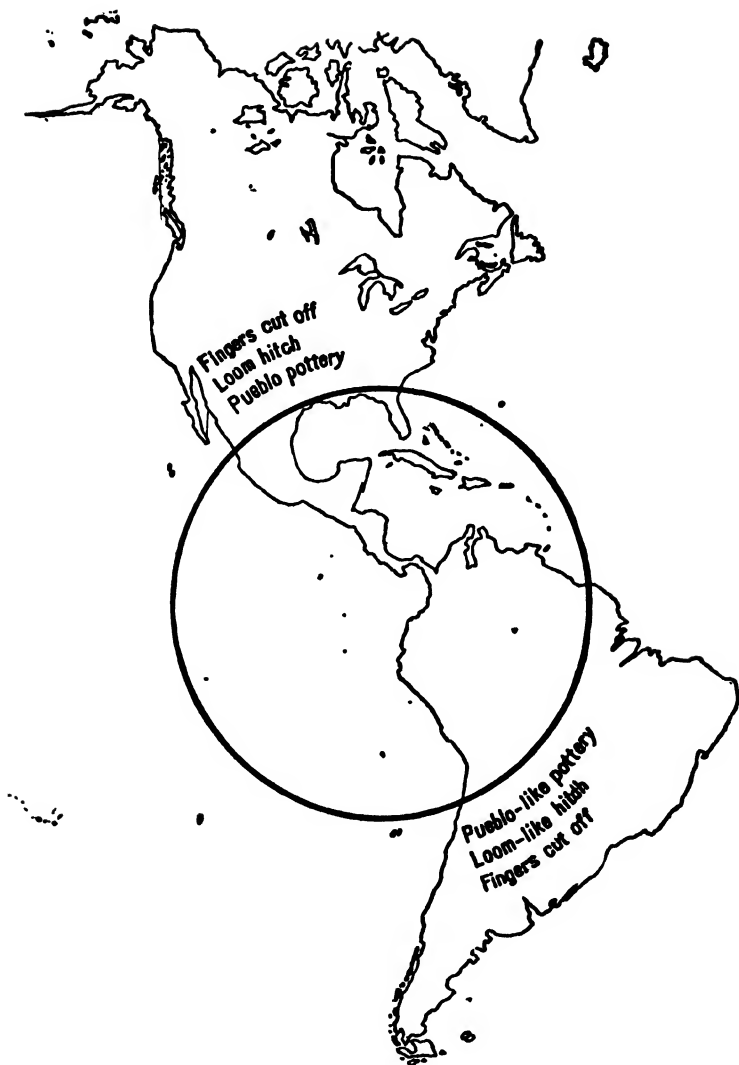 Fingers cut off
Loom hitch
Pueblo pottery
Pueblo-like pottery
Loom-like hitch
Fingers cut off